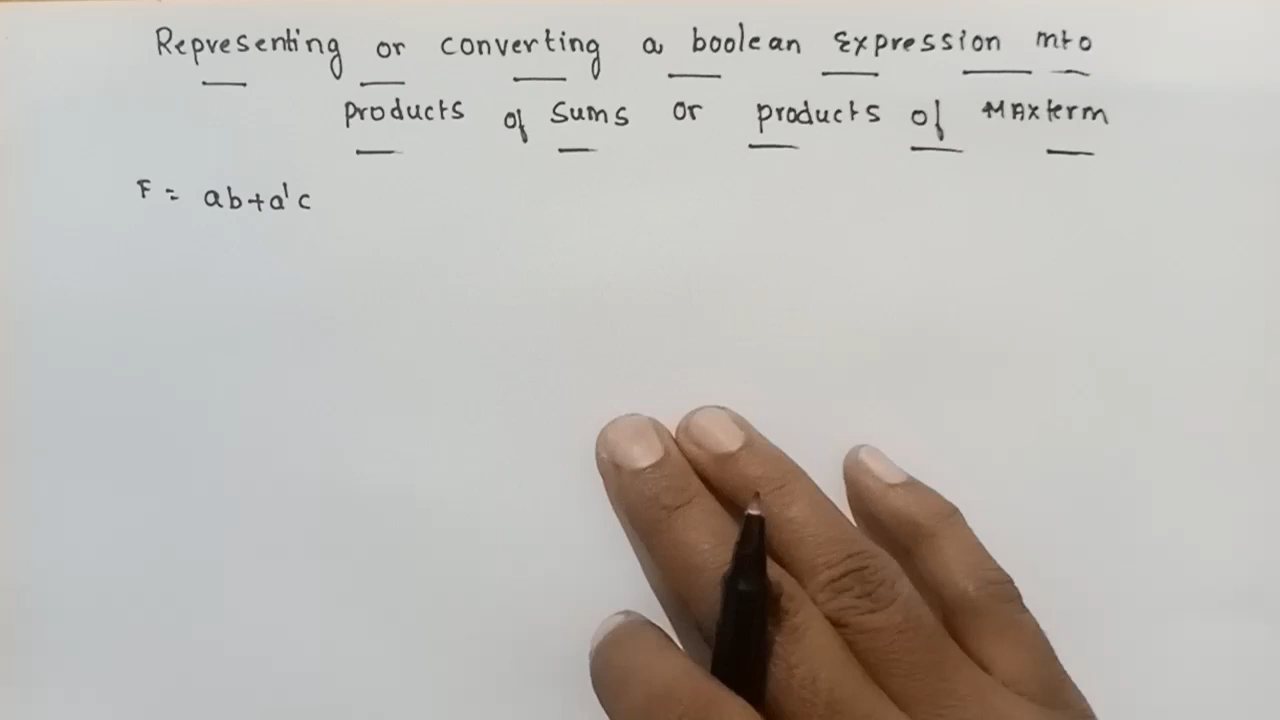 Representing or converting a boolean Expression into
products of sums or products of MAXterm
F = ab+a'c